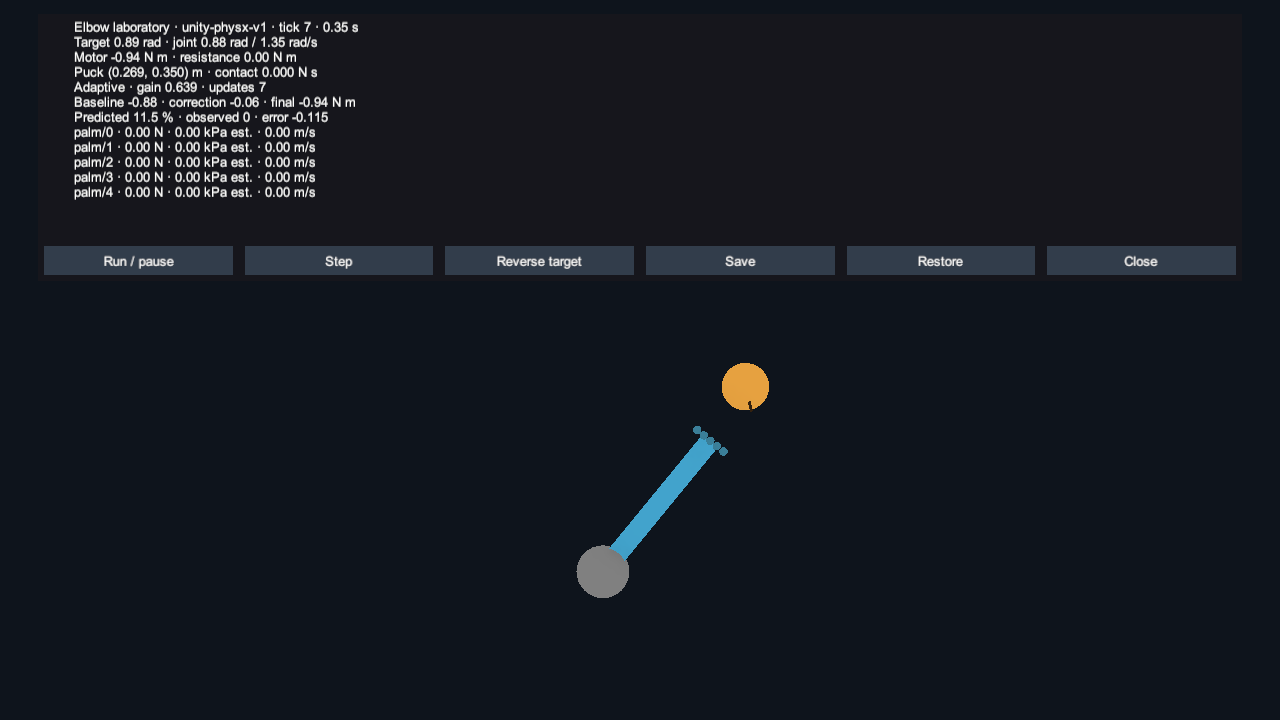 Elbow laboratory · unity-physx-v1 · tick 7 · 0.35 s
Target 0.89 rad · joint 0.88 rad / 1.35 rad/s
Motor -0.94 N m · resistance 0.00 N m
Puck (0.269, 0.350) m · contact 0.000 N s
Adaptive · gain 0.639 · updates 7
Baseline -0.88 · correction -0.06 · final -0.94 N m
Predicted 11.5 % · observed 0 · error -0.115
palm/0 · 0.00 N · 0.00 kPa est. · 0.00 m/s
palm/1 · 0.00 N · 0.00 kPa est. · 0.00 m/s
palm/2 · 0.00 N · 0.00 kPa est. · 0.00 m/s
palm/3 · 0.00 N · 0.00 kPa est. · 0.00 m/s
palm/4 · 0.00 N · 0.00 kPa est. · 0.00 m/s
Run / pause
Step
Reverse target
Save
Restore
Close